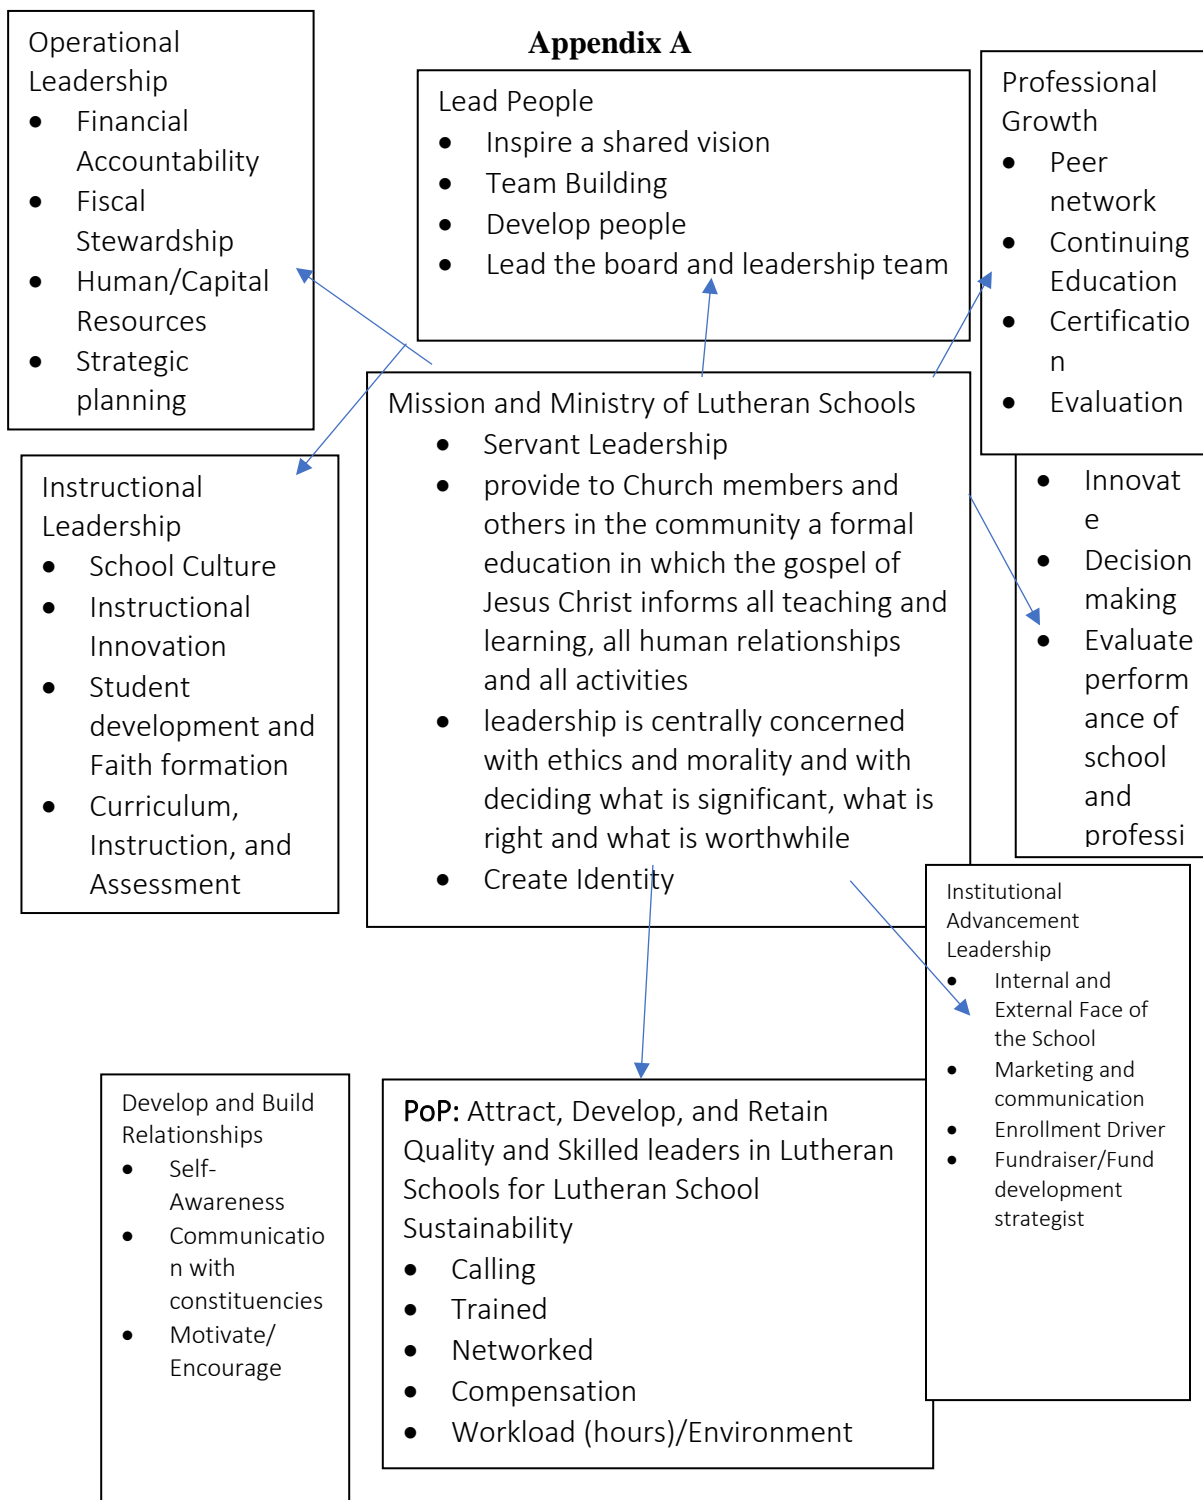 Appendix A
Operational
Leadership
● Financial
Accountability
● Fiscal
Stewardship
● Human/Capital
Resources
● Strategic
planning
Lead People
● Inspire a shared vision
● Team Building
● Develop people
● Lead the board and leadership team
Professional
Growth
● Peer
network
● Continuing
Education
● Certificatio
n
● Evaluation
Mission and Ministry of Lutheran Schools
● Servant Leadership
● provide to Church members and
others in the community a formal
education in which the gospel of
Jesus Christ informs all teaching and
learning, all human relationships
and all activities
● leadership is centrally concerned
with ethics and morality and with
deciding what is significant, what is
right and what is worthwhile
● Create Identity
Instructional
Leadership
● School Culture
● Instructional
Innovation
● Student
development and
Faith formation
● Curriculum,
Instruction, and
Assessment
● Innovat
e
● Decision
making
● Evaluate
perform
ance of
school
and
professi
Institutional
Advancement
Leadership
● Internal and
External Face of
the School
● Marketing and
communication
● Enrollment Driver
● Fundraiser/Fund
development
strategist
Develop and Build
Relationships
● Self-
Awareness
● Communicatio
n with
constituencies
● Motivate/
Encourage
PoP: Attract, Develop, and Retain
Quality and Skilled leaders in Lutheran
Schools for Lutheran School
Sustainability
● Calling
● Trained
● Networked
● Compensation
● Workload (hours)/Environment